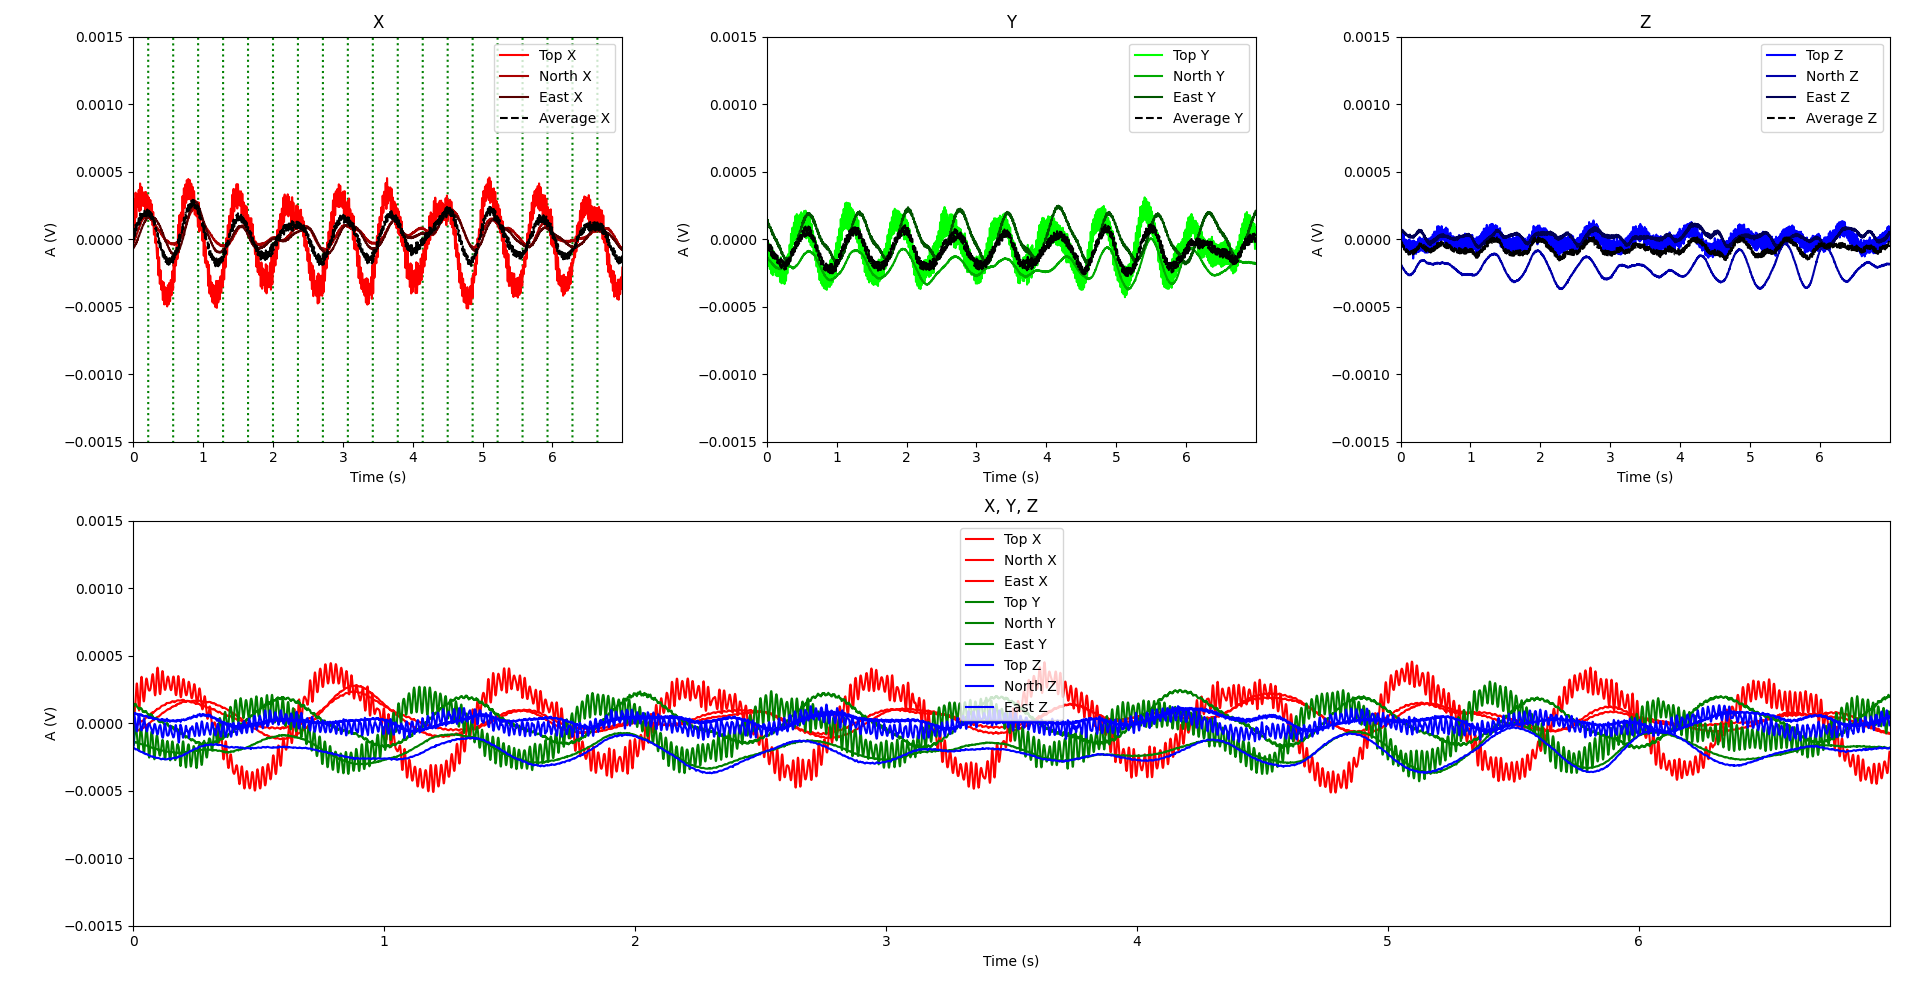 X
0.0015
0.0010
0.0005
0.0000
−0.0005
−0.0010
−0.0015
A (V)
0 1 2 3 4 5 6
Time (s)
Top X
North X
East X
Average X
Y
0.0015
0.0010
0.0005
0.0000
−0.0005
−0.0010
−0.0015
A (V)
0 1 2 3 4 5 6
Time (s)
Top Y
North Y
East Y
Average Y
Z
0.0015
0.0010
0.0005
0.0000
−0.0005
−0.0010
−0.0015
A (V)
0 1 2 3 4 5 6
Time (s)
Top Z
North Z
East Z
Average Z
X, Y, Z
0.0015
0.0010
0.0005
0.0000
−0.0005
−0.0010
−0.0015
A (V)
0 1 2 3 4 5 6
Time (s)
Top X
North X
East X
Top Y
North Y
East Y
Top Z
North Z
East Z